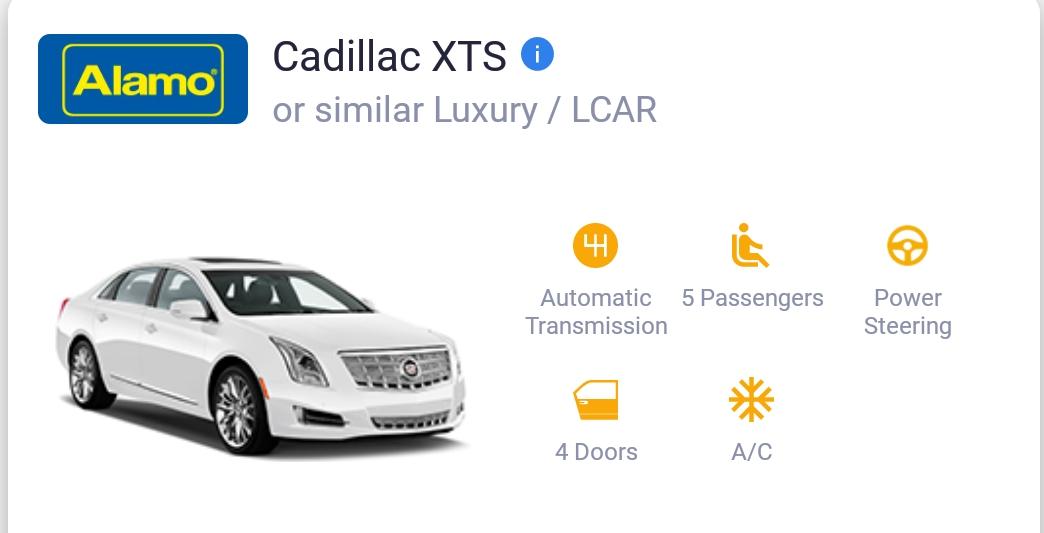 Alamo®
Cadillac XTS i
or similar Luxury / LCAR
Automatic
Transmission
5 Passengers
Power
Steering
4 Doors
A/C